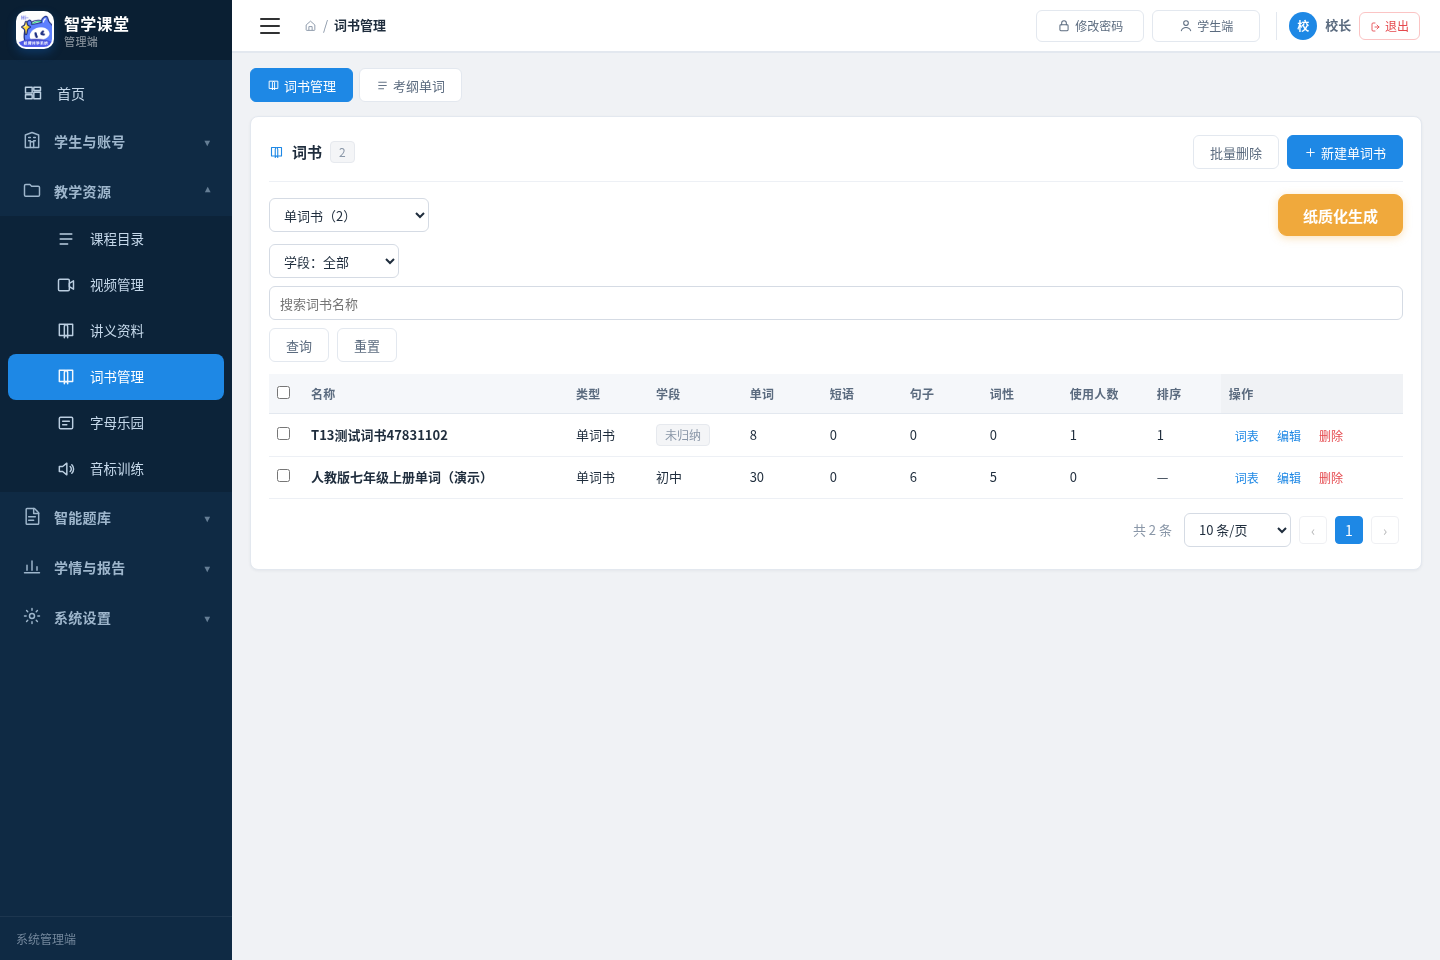 智学课堂
管理端
首页
学生与账号
教学资源
课程目录
视频管理
讲义资料
词书管理
字母乐园
音标训练
智能题库
学情与报告
系统设置
系统管理端
/ 词书管理
修改密码
学生端
校 校长
退出
词书管理
考纲单词
词书 2
批量删除
+ 新建单词书
单词书（2）
纸质化生成
学段：全部
搜索词书名称
查询 重置
名称 类型 学段 单词 短语 句子 词性 使用人数 排序 操作
T13测试词书47831102 单词书 未归纳 8 0 0 0 1 1 词表 编辑 删除
人教版七年级上册单词（演示） 单词书 初中 30 0 6 5 0 — 词表 编辑 删除
共 2 条 10 条/页 ‹ 1 ›